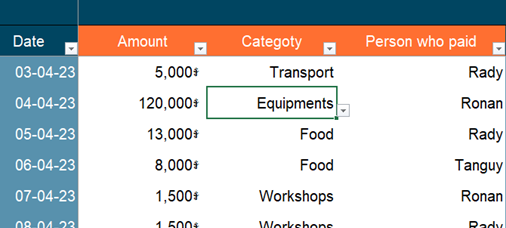 Date Amount Categoty Person who paid
03-04-23 5,000៛ Transport Rady
04-04-23 120,000៛ Equipments Ronan
05-04-23 13,000៛ Food Rady
06-04-23 8,000៛ Food Tanguy
07-04-23 1,500៛ Workshops Ronan
08-04-23 1,500៛ Workshops Rady